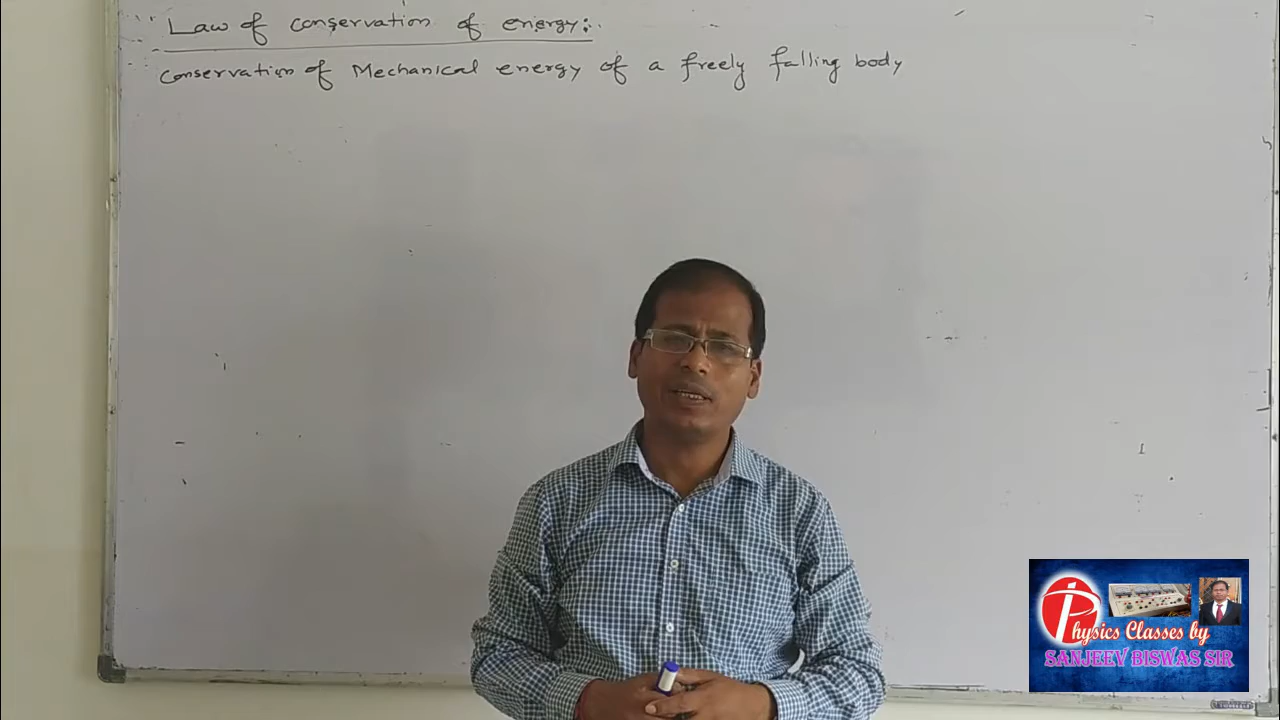 Law of conservation of energy:-
Conservation of Mechanical energy of a freely falling body
Physics Classes by
SANJEEV BISWAS SIR